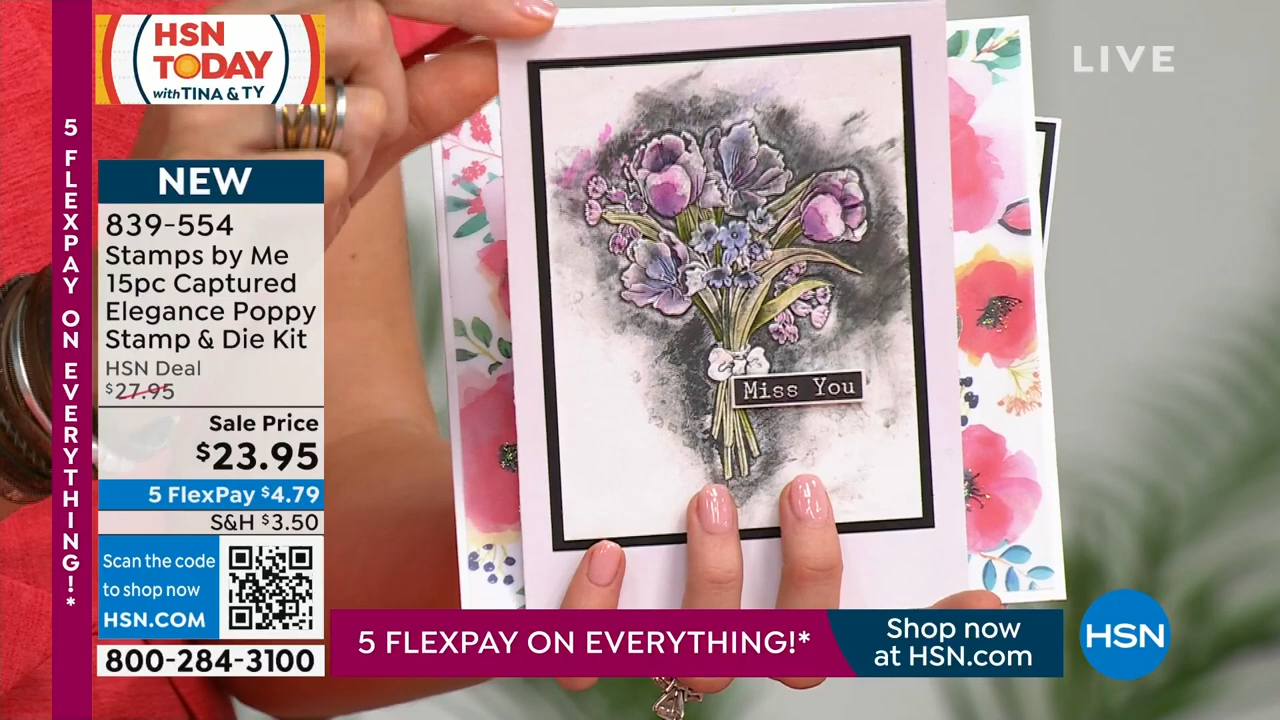 5 FLEXPAY ON EVERYTHING!*
HSN
TODAY
with TINA & TY
NEW
839-554
Stamps by Me
15pc Captured
Elegance Poppy
Stamp & Die Kit
HSN Deal
$27.95
Sale Price
$23.95
5 FlexPay $4.79
S&H $3.50
Scan the code
to shop now
HSN.COM
800-284-3100
LIVE
Miss You
5 FLEXPAY ON EVERYTHING!*
Shop now
at HSN.com
HSN